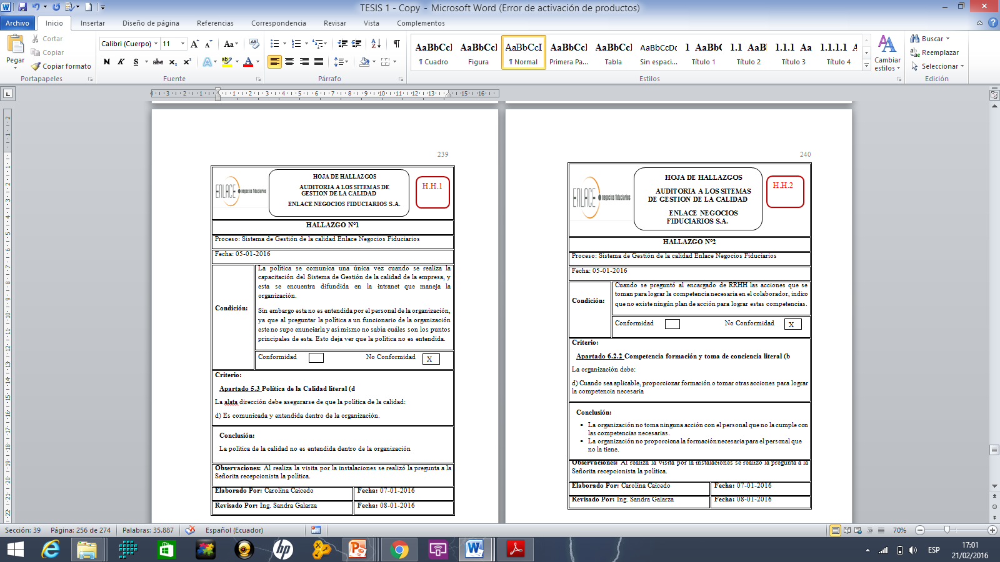 TESIS 1 - Copy - Microsoft Word (Error de activación de productos)
Archivo Inicio Insertar Diseño de página Referencias Correspondencia Revisar Vista Complementos
Pegar
Cortar
Copiar
Copiar formato
Portapapeles
Calibri (Cuerpo) 11
Fuente
Párrafo
AaBbCcI AaBbCcI AaBbCcI AaBbCcI AaBbCcI AaBbCcDc 1 AaBbC 1.1 AaB 1.1.1 Aa 1.1.1.1 A
¶ Cuadro Figura ¶ Normal Primera Pa... Tabla Sin espaci... Título 1 Título 2 Título 3 Título 4
Estilos
Cambiar estilos
Buscar
Reemplazar
Seleccionar
Edición
239
ENLACE negocios fiduciarios
HOJA DE HALLAZGOS
AUDITORIA A LOS SITEMAS DE
GESTION DE LA CALIDAD
ENLACE NEGOCIOS FIDUCIARIOS S.A.
H.H.1
HALLAZGO N°1
Proceso: Sistema de Gestión de la calidad Enlace Negocios Fiduciarios
Fecha: 05-01-2016
Condición:
La política se comunica una única vez cuando se realiza la
capacitación del Sistema de Gestión de la calidad de la empresa, y
esta se encuentra difundida en la intranet que maneja la
organización.
Sin embargo esta no es entendida por el personal de la organización,
ya que al preguntar la política a un funcionario de la organización
este no supo enunciarla y así mismo no sabía cuáles son los puntos
principales de esta. Esto deja ver que la política no es entendida.
Conformidad No Conformidad X
Criterio:
Apartado 5.3 Política de la Calidad literal (d
La alata dirección debe asegurarse de que la política de la calidad:
d) Es comunicada y entendida dentro de la organización.
Conclusión:
La política de la calidad no es entendida dentro de la organización
Observaciones: Al realiza la visita por la instalaciones se realizó la pregunta a la
Señorita recepcionista la política.
Elaborado Por: Carolina Caicedo Fecha: 07-01-2016
Revisado Por: Ing. Sandra Galarza Fecha: 08-01-2016
240
ENLACE negocios fiduciarios
HOJA DE HALLAZGOS
AUDITORIA A LOS SITEMAS
DE GESTION DE LA CALIDAD
ENLACE NEGOCIOS
FIDUCIARIOS S.A.
H.H.2
HALLAZGO N°2
Proceso: Sistema de Gestión de la calidad Enlace Negocios Fiduciarios
Fecha: 05-01-2016
Condición:
Cuando se preguntó al encargado de RRHH las acciones que se
toman para lograr la competencia necesaria en el colaborador, indico
que no existe ningún plan de acción para lograr estas competencias.
Conformidad No Conformidad X
Criterio:
Apartado 6.2.2 Competencia formación y toma de conciencia literal (b
La organización debe:
d) Cuando sea aplicable, proporcionar formación o tomar otras acciones para lograr
la competencia necesaria
Conclusión:
▪ La organización no toma ninguna acción con el personal que no la cumple con
las competencias necesarias.
▪ La organización no proporciona la formación necesaria para el personal que
no la tiene.
Observaciones: Al realiza la visita por la instalaciones se realizó la pregunta a la
Señorita recepcionista la política.
Elaborado Por: Carolina Caicedo Fecha: 07-01-2016
Revisado Por: Ing. Sandra Galarza Fecha: 08-01-2016
Sección: 39 Página: 256 de 274 Palabras: 35.887 Español (Ecuador) 70%
ESP
17:01
21/02/2016